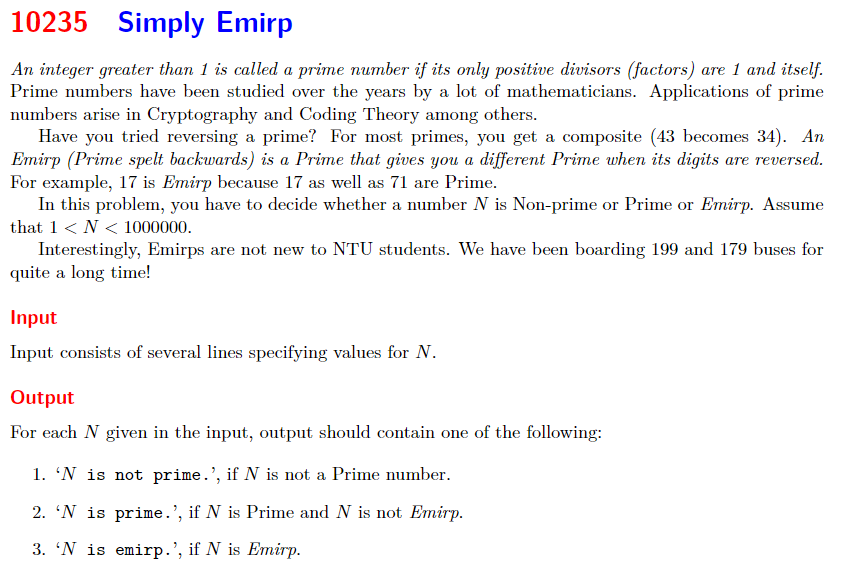 10235 Simply Emirp
An integer greater than 1 is called a prime number if its only positive divisors (factors) are 1 and itself.
Prime numbers have been studied over the years by a lot of mathematicians. Applications of prime
numbers arise in Cryptography and Coding Theory among others.
Have you tried reversing a prime? For most primes, you get a composite (43 becomes 34). An
Emirp (Prime spelt backwards) is a Prime that gives you a different Prime when its digits are reversed.
For example, 17 is Emirp because 17 as well as 71 are Prime.
In this problem, you have to decide whether a number N is Non-prime or Prime or Emirp. Assume
that 1 < N < 1000000.
Interestingly, Emirps are not new to NTU students. We have been boarding 199 and 179 buses for
quite a long time!
Input
Input consists of several lines specifying values for N.
Output
For each N given in the input, output should contain one of the following:
1. ‘N is not prime.’, if N is not a Prime number.
2. ‘N is prime.’, if N is Prime and N is not Emirp.
3. ‘N is emirp.’, if N is Emirp.